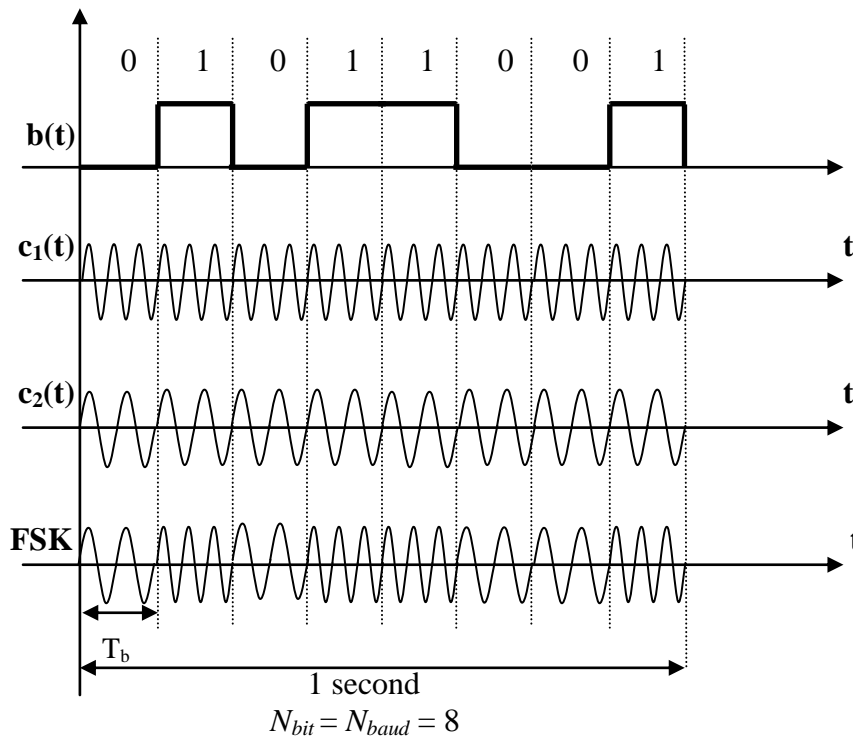 0 1 0 1 1 0 0 1
b(t)
c₁(t) t
c₂(t) t
FSK t
T_b
1 second
N_bit = N_baud = 8